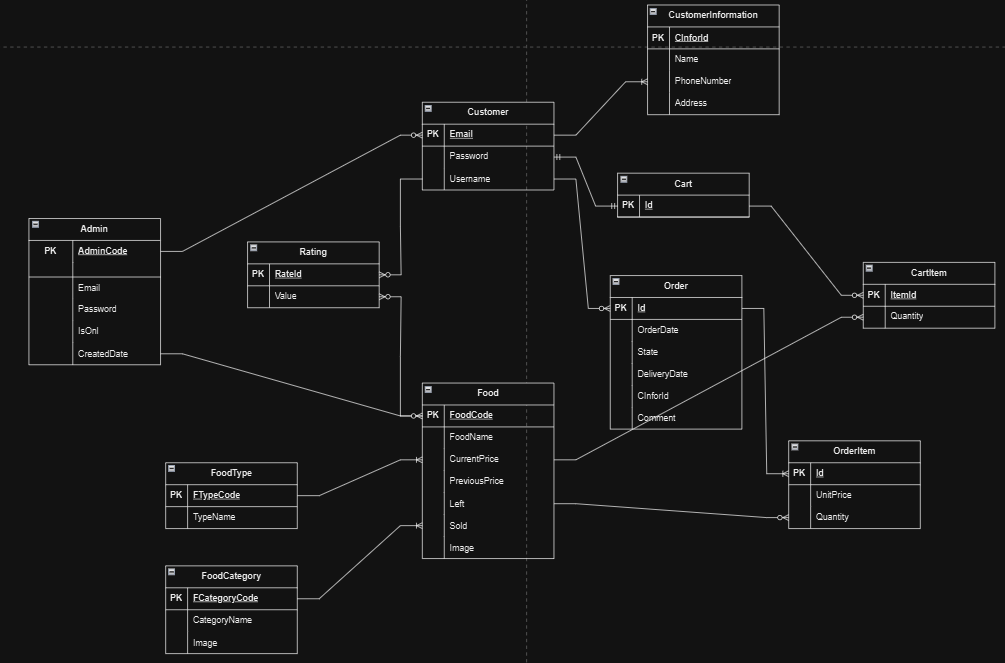 CustomerInformation
PK CInforId
Name
PhoneNumber
Address
Customer
PK Email
Password
Username
Cart
PK Id
Admin
PK AdminCode
Email
Password
IsOnl
CreatedDate
Rating
PK RateId
Value
Order
PK Id
OrderDate
State
DeliveryDate
CInforId
Comment
CartItem
PK ItemId
Quantity
Food
PK FoodCode
FoodName
CurrentPrice
PreviousPrice
Left
Sold
Image
OrderItem
PK Id
UnitPrice
Quantity
FoodType
PK FTypeCode
TypeName
FoodCategory
PK FCategoryCode
CategoryName
Image